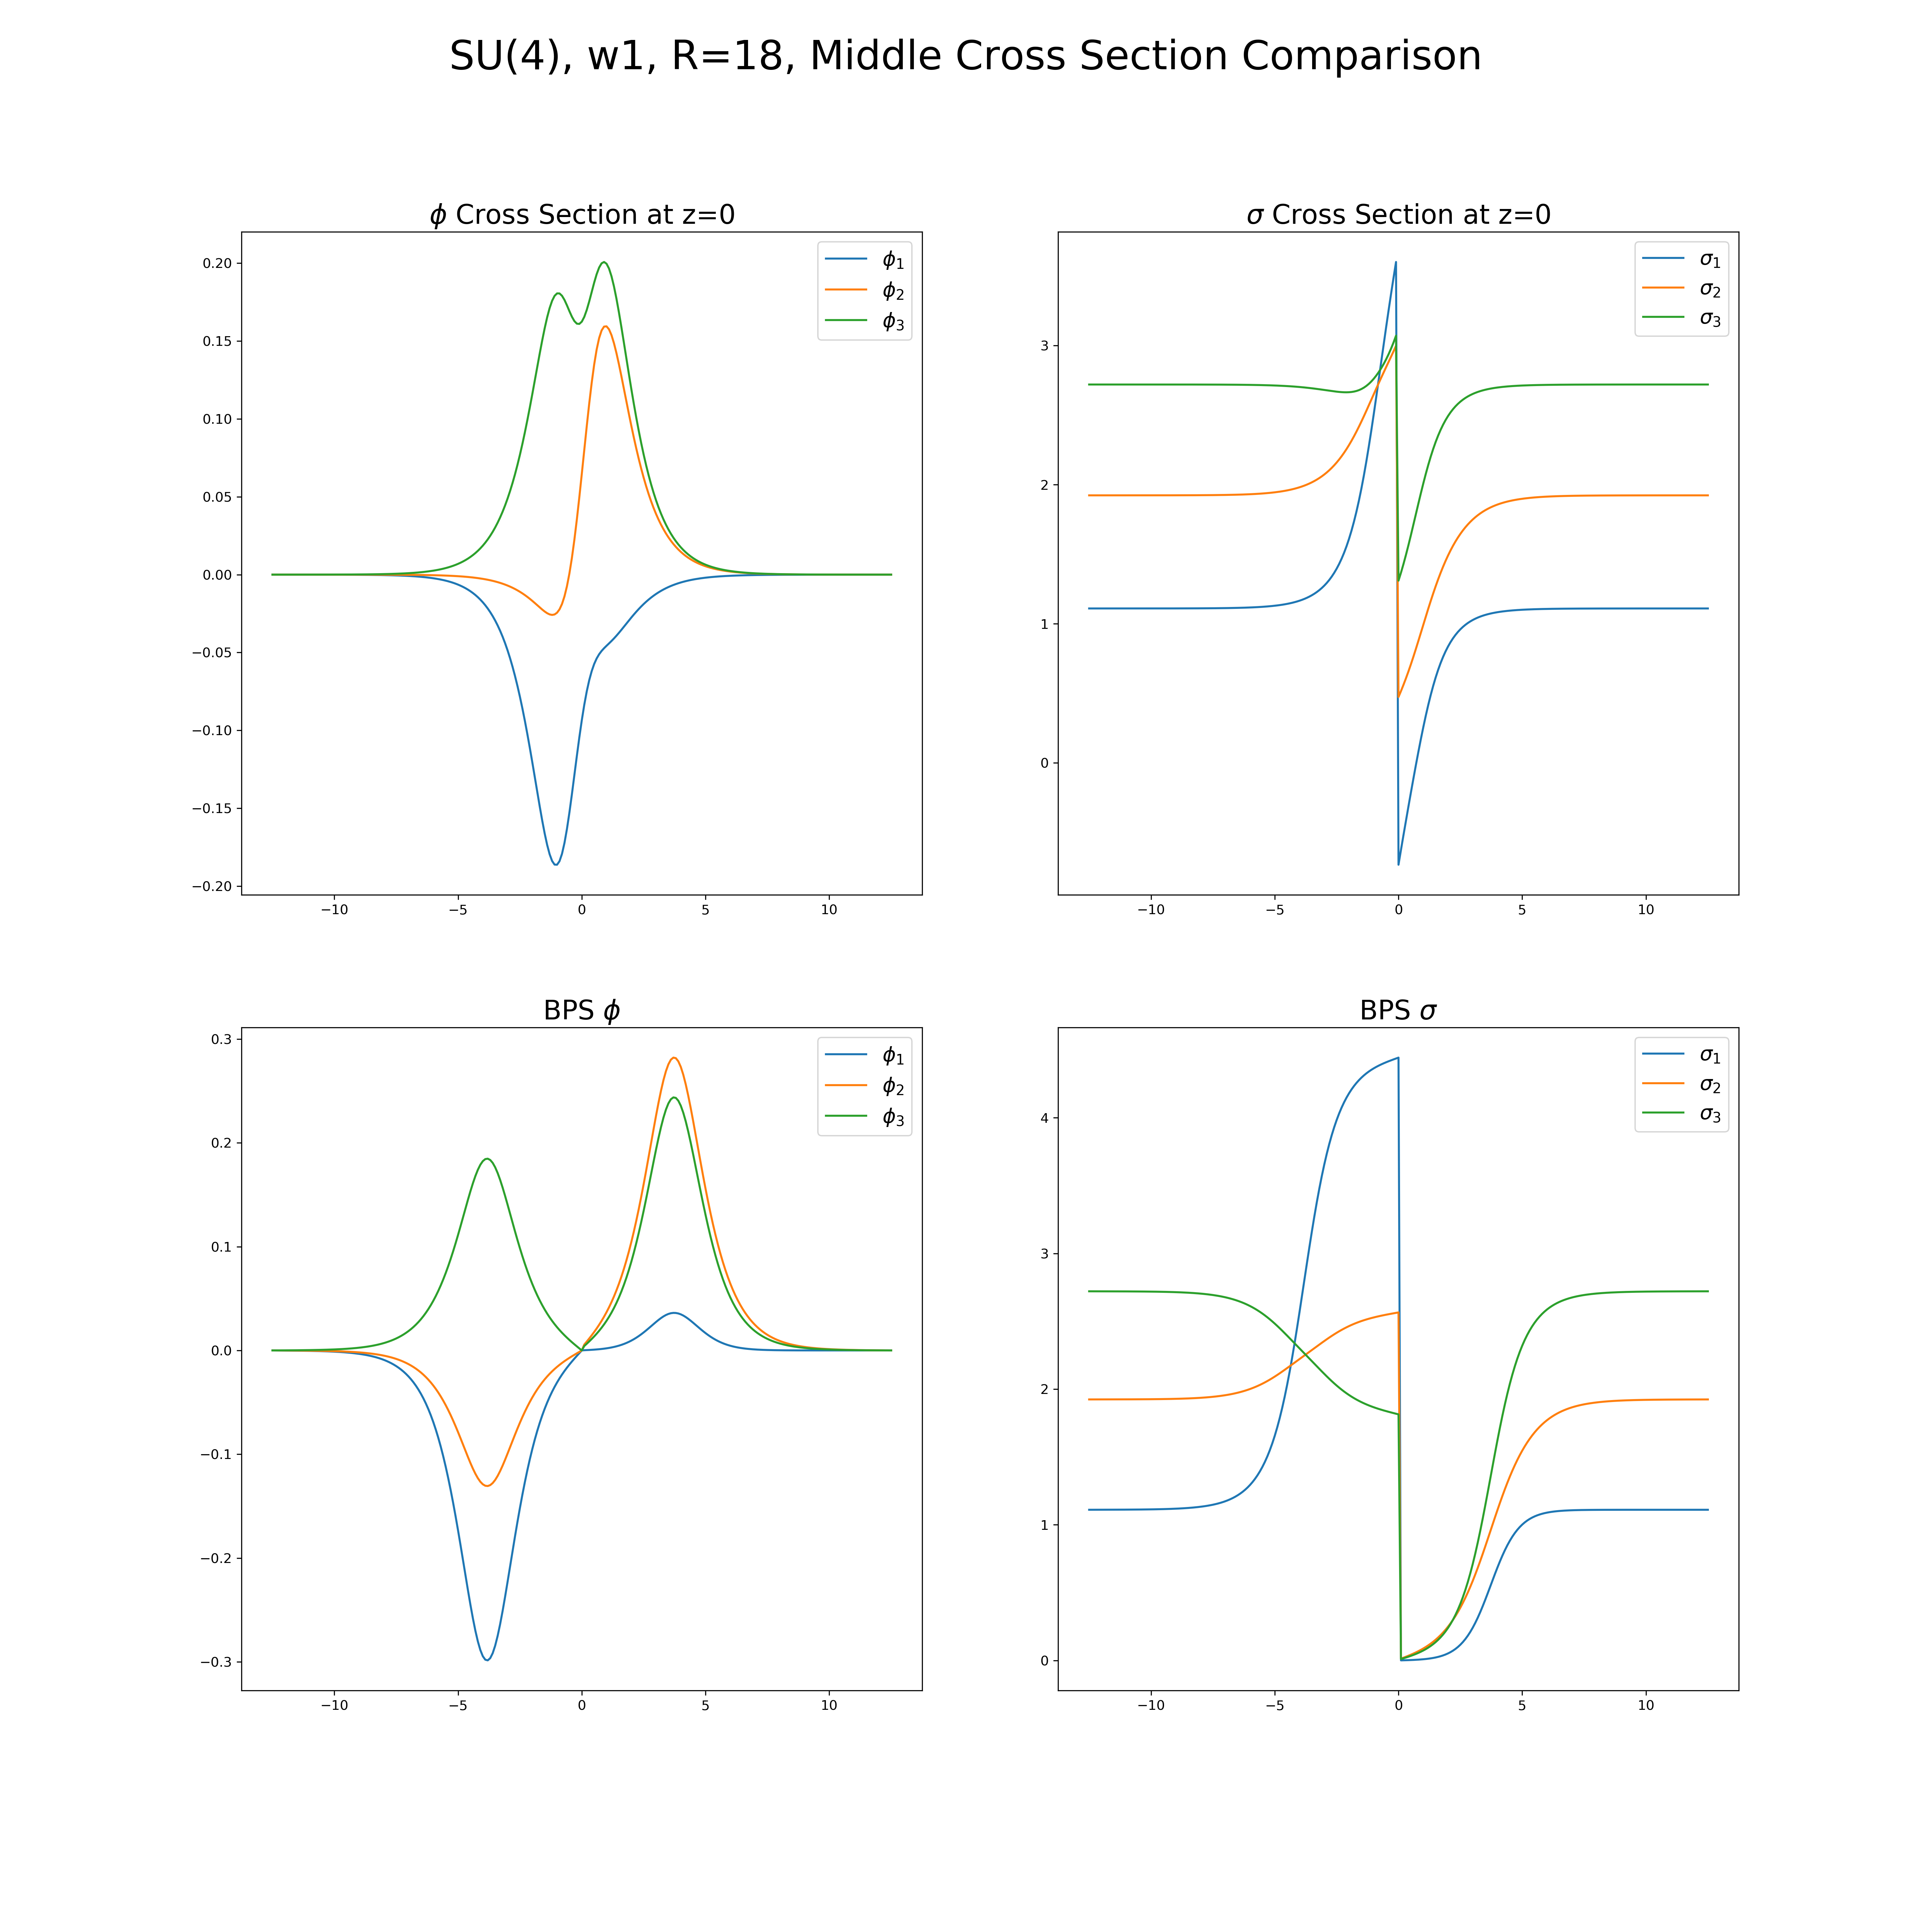 SU(4), w1, R=18, Middle Cross Section Comparison
ϕ Cross Section at z=0
σ Cross Section at z=0
0.20
0.15
0.10
0.05
0.00
−0.05
−0.10
−0.15
−0.20
−10 −5 0 5 10
ϕ₁
ϕ₂
ϕ₃
3
2
1
0
−10 −5 0 5 10
σ₁
σ₂
σ₃
BPS ϕ
BPS σ
0.3
0.2
0.1
0.0
−0.1
−0.2
−0.3
−10 −5 0 5 10
ϕ₁
ϕ₂
ϕ₃
4
3
2
1
0
−10 −5 0 5 10
σ₁
σ₂
σ₃